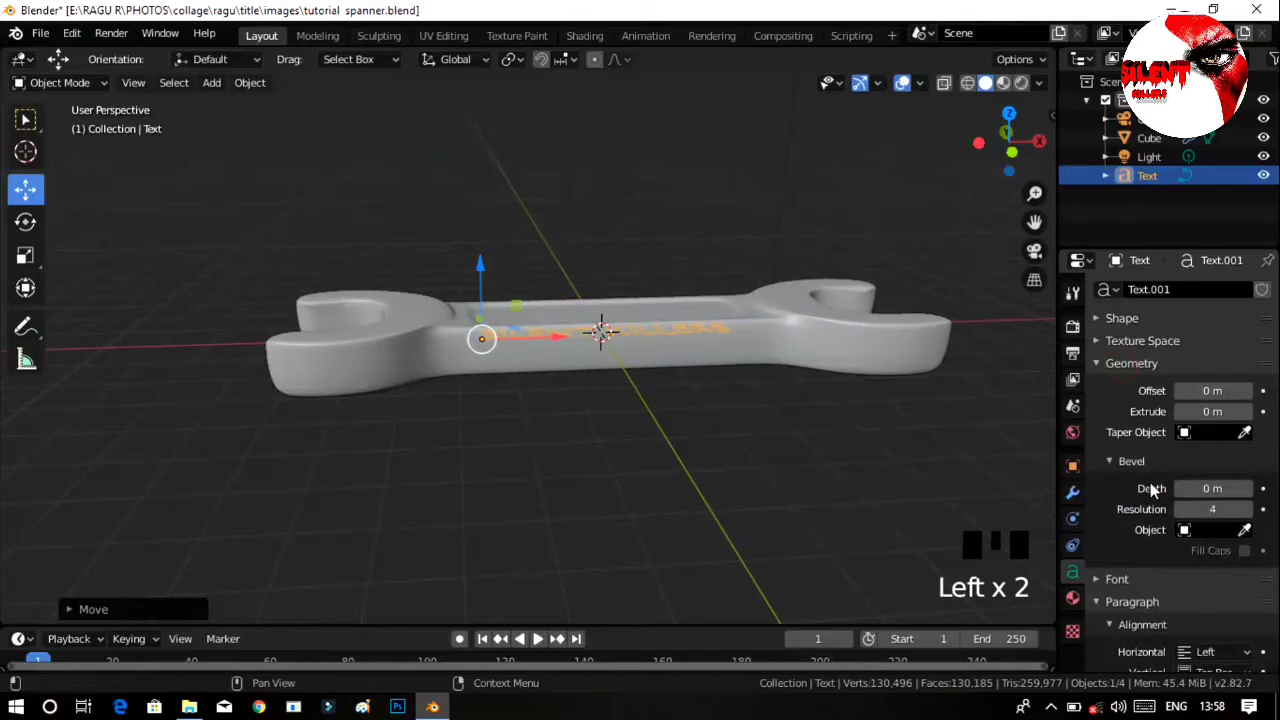 Blender* [E:\RAGU R\PHOTOS\collage\ragu\title\images\tutorial spanner.blend]
File Edit Render Window Help Layout Modeling Sculpting UV Editing Texture Paint Shading Animation Rendering Compositing Scripting + Scene
Orientation: Default Drag: Select Box Global Options
Object Mode View Select Add Object
SILENT
KILLERS
User Perspective
(1) Collection | Text
Z
X
Y
Cube
Light
Text
Text Text.001
Text.001
Shape
Texture Space
Geometry
Offset 0 m
Extrude 0 m
Taper Object
Bevel
Depth 0 m
Resolution 4
Object
Fill Caps
Font
Paragraph
Alignment
Horizontal Left
Left x 2
Move
Playback Keying View Marker 1 Start 1 End 250
1
Pan View Context Menu Collection | Text | Verts:130,496 | Faces:130,185 | Tris:259,977 | Objects:1/4 | Mem: 45.4 MiB | v2.82.7
ENG 13:58